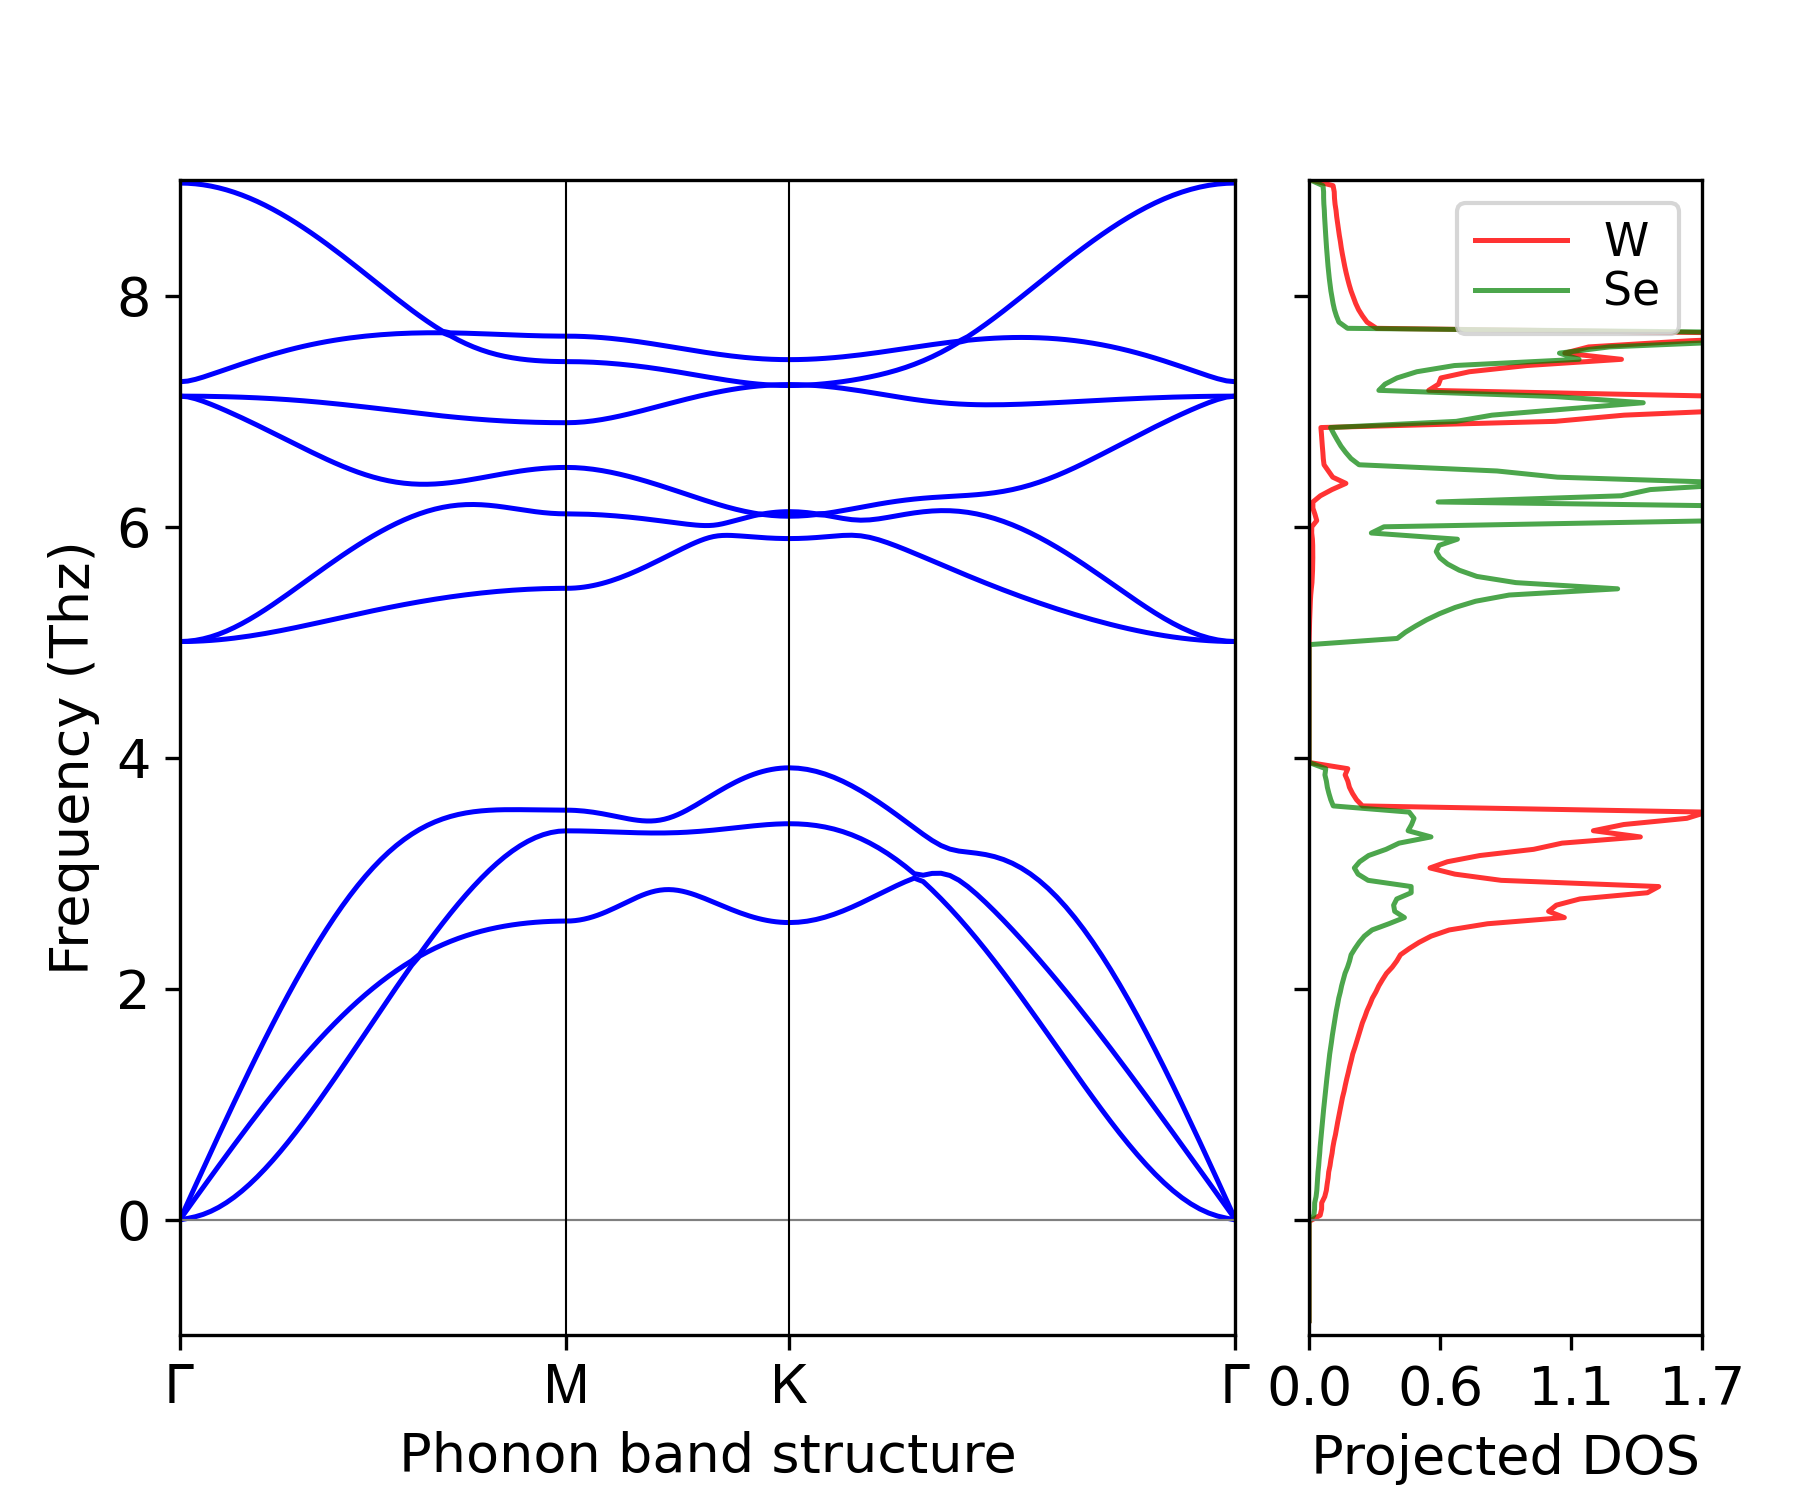 W
Se
8
6
4
2
0
Frequency (Thz)
Γ M K Γ
0.0 0.6 1.1 1.7
Phonon band structure
Projected DOS